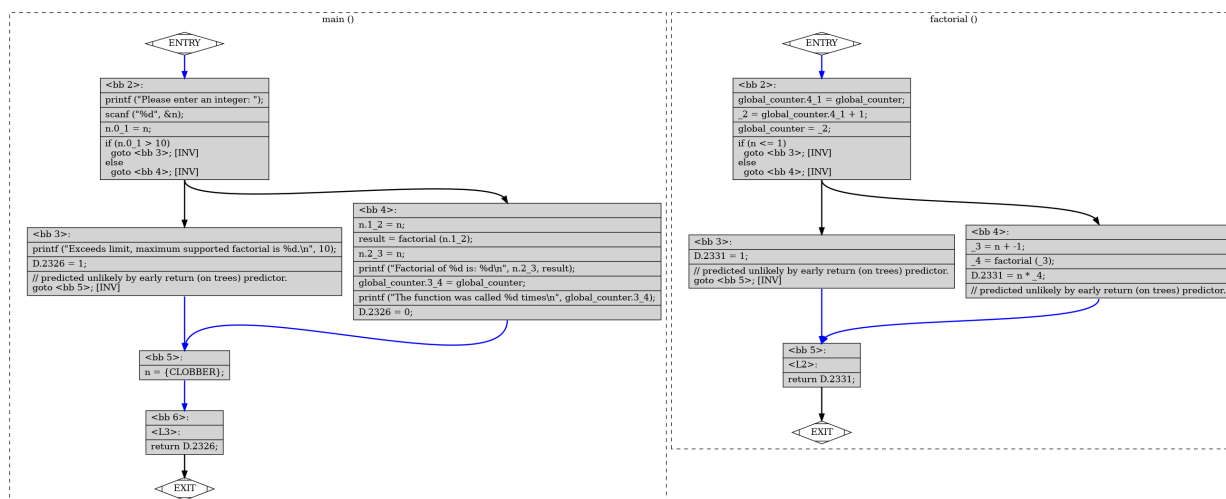 main ()
ENTRY
<bb 2>:
printf ("Please enter an integer: ");
scanf ("%d", &n);
n.0_1 = n;
if (n.0_1 > 10)
goto <bb 3>; [INV]
else
goto <bb 4>; [INV]
<bb 3>:
printf ("Exceeds limit, maximum supported factorial is %d.\n", 10);
D.2326 = 1;
// predicted unlikely by early return (on trees) predictor.
goto <bb 5>; [INV]
<bb 4>:
n.1_2 = n;
result = factorial (n.1_2);
n.2_3 = n;
printf ("Factorial of %d is: %d\n", n.2_3, result);
global_counter.3_4 = global_counter;
printf ("The function was called %d times\n", global_counter.3_4);
D.2326 = 0;
<bb 5>:
n = {CLOBBER};
<bb 6>:
<L3>:
return D.2326;
EXIT
factorial ()
ENTRY
<bb 2>:
global_counter.4_1 = global_counter;
_2 = global_counter.4_1 + 1;
global_counter = _2;
if (n <= 1)
goto <bb 3>; [INV]
else
goto <bb 4>; [INV]
<bb 3>:
D.2331 = 1;
// predicted unlikely by early return (on trees) predictor.
goto <bb 5>; [INV]
<bb 4>:
_3 = n + -1;
_4 = factorial (_3);
D.2331 = n * _4;
// predicted unlikely by early return (on trees) predictor.
<bb 5>:
<L2>:
return D.2331;
EXIT